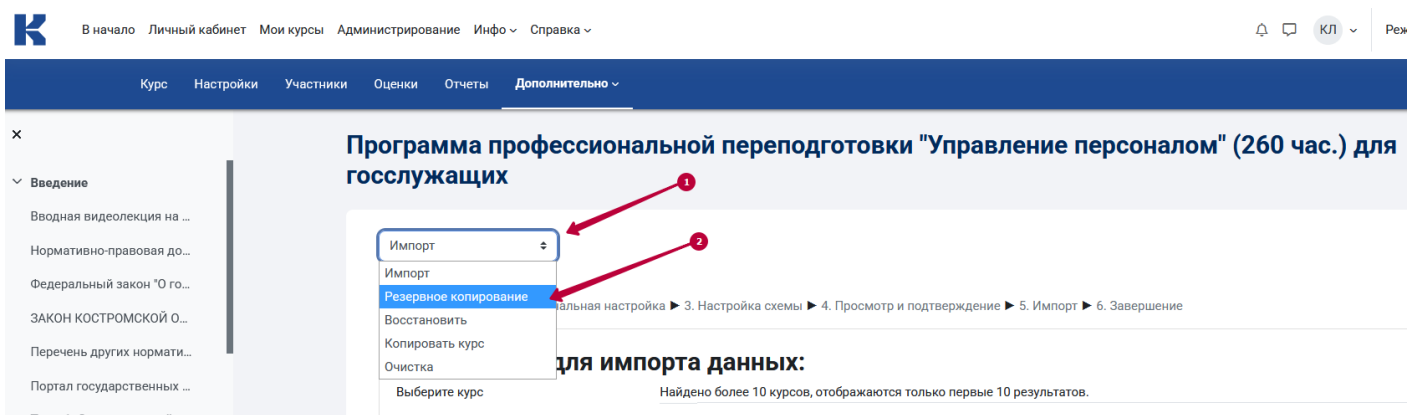 К
В начало Личный кабинет Мои курсы Администрирование Инфо Справка КЛ Реж
Курс Настройки Участники Оценки Отчеты Дополнительно
Программа профессиональной переподготовки "Управление персоналом" (260 час.) для
госслужащих
Введение
Вводная видеолекция на ...
Нормативно-правовая до...
Федеральный закон "О го...
ЗАКОН КОСТРОМСКОЙ О...
Перечень других нормати...
Портал государственных ...
1
Импорт
2
Импорт
Резервное копирование
Восстановить
Копировать курс
Очистка
альная настройка ► 3. Настройка схемы ► 4. Просмотр и подтверждение ► 5. Импорт ► 6. Завершение
для импорта данных:
Выберите курс Найдено более 10 курсов, отображаются только первые 10 результатов.